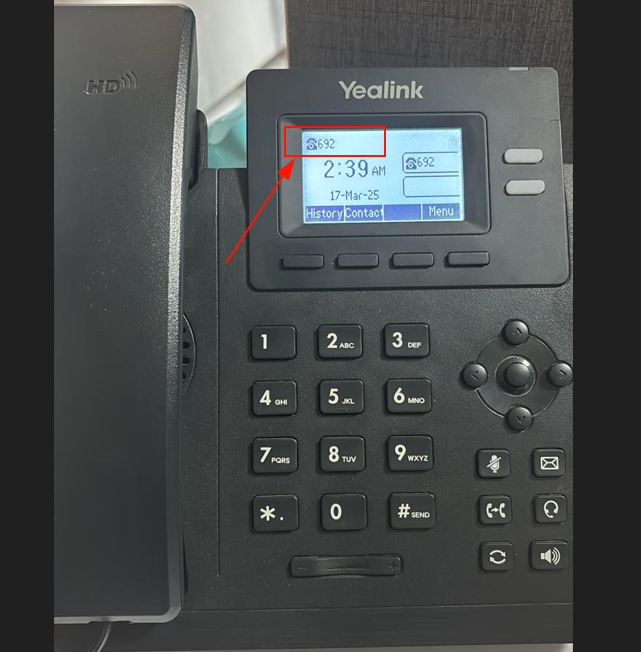 HD
Yealink
692
2:39 AM
692
17-Mar-25
History Contact Menu
1
2 ABC
3 DEF
4 GHI
5 JKL
6 MNO
7 PQRS
8 TUV
9 WXYZ
*.
0
# SEND
- +